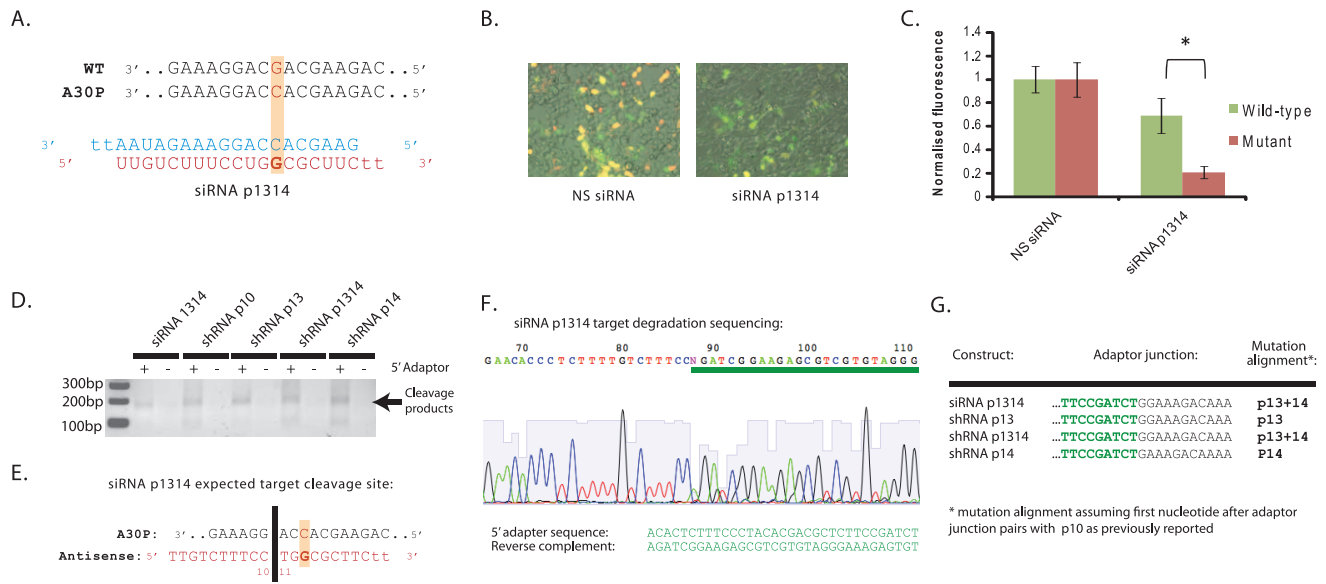 A.
WT 3' ..GAAAGGACGACGAAGAC.. 5'
A30P 3' ..GAAAGGACCACGAAGAC.. 5'
3' ttAAUAGAAAGGACCACGAAG 5'
5' UUGUCUUUCCUGGCGCUUCtt 3'
siRNA p1314
B.
NS siRNA
siRNA p1314
C.
Normalised fluorescence
1.4
1.2
1
0.8
0.6
0.4
0.2
0
*
Wild-type
Mutant
NS siRNA
siRNA p1314
D.
siRNA 1314
shRNA p10
shRNA p13
shRNA p1314
shRNA p14
+ - + - + - + - + - 5' Adaptor
300bp
200bp
100bp
Cleavage products
E.
siRNA p1314 expected target cleavage site:
A30P: 3'..GAAAGG ACCACGAAGAC..5'
Antisense: 5' TTGTCTTTCC TGGCGCTTCtt 3'
10 11
F.
siRNA p1314 target degradation sequencing:
70 80 90 100 110
GAACACCCTCTTTTGTCTTTCCNGATCGGAAGAGCGTCGTGTAGGG
5' adapter sequence: ACACTCTTTCCCTACACGACGCTCTTCCGATCT
Reverse complement: AGATCGGAAGAGCGTCGTGTAGGGAAAGAGTGT
G.
Construct: Adaptor junction: Mutation alignment*:
siRNA p1314 ...TTCCGATCTGGAAAGACAAA p13+14
shRNA p13 ...TTCCGATCTGGAAAGACAAA p13
shRNA p1314 ...TTCCGATCTGGAAAGACAAA p13+14
shRNA p14 ...TTCCGATCTGGAAAGACAAA P14
* mutation alignment assuming first nucleotide after adaptor
junction pairs with p10 as previously reported